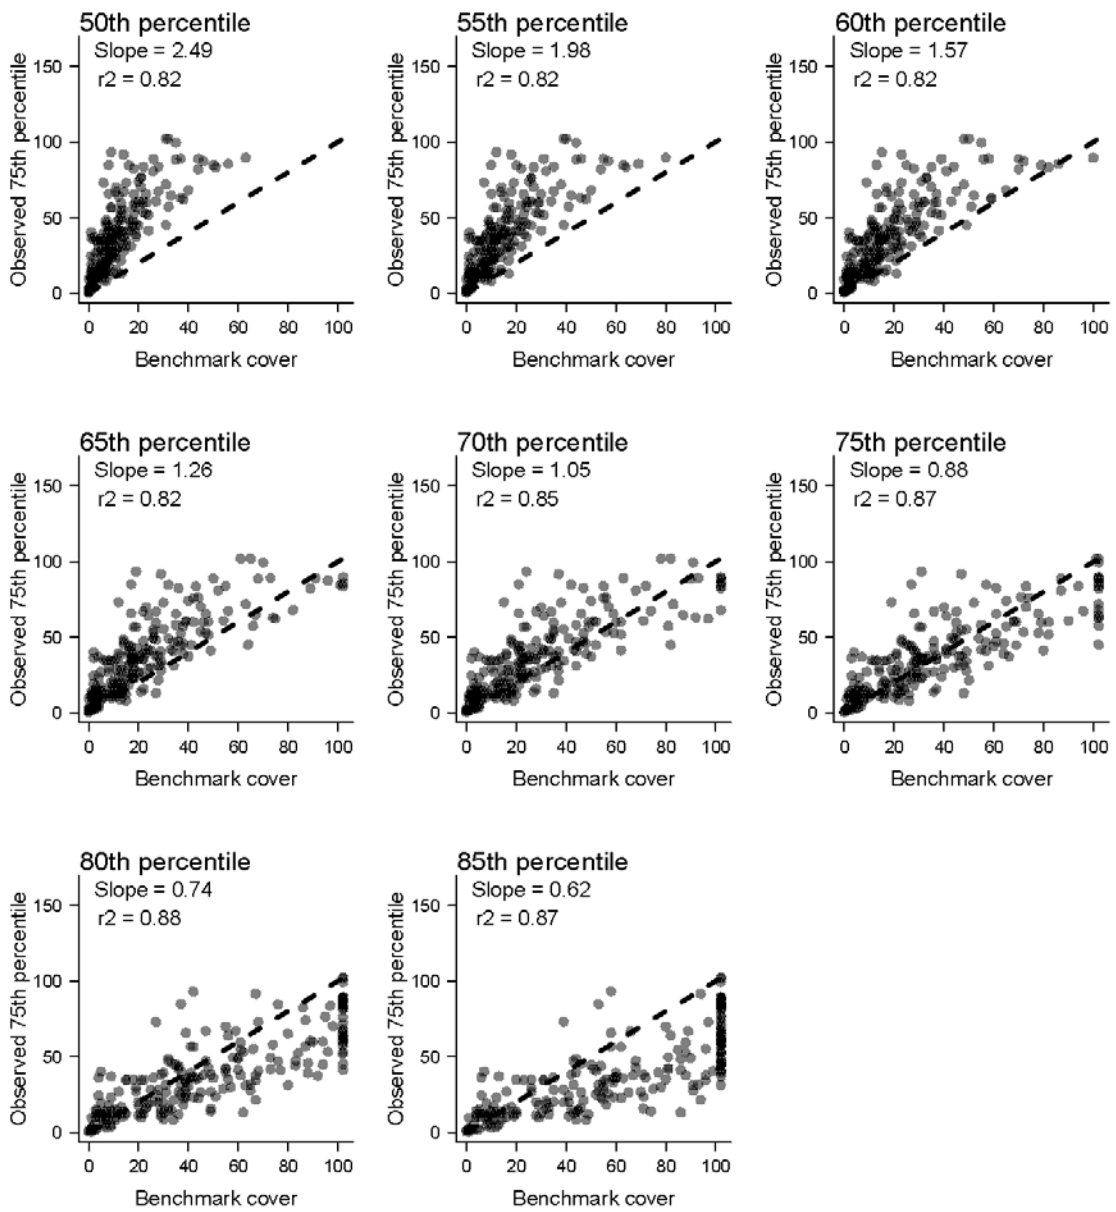 50th percentile
Slope = 2.49
r2 = 0.82
Observed 75th percentile
150
100
50
0
0 20 40 60 80 100
Benchmark cover
55th percentile
Slope = 1.98
r2 = 0.82
Observed 75th percentile
150
100
50
0
0 20 40 60 80 100
Benchmark cover
60th percentile
Slope = 1.57
r2 = 0.82
Observed 75th percentile
150
100
50
0
0 20 40 60 80 100
Benchmark cover
65th percentile
Slope = 1.26
r2 = 0.82
Observed 75th percentile
150
100
50
0
0 20 40 60 80 100
Benchmark cover
70th percentile
Slope = 1.05
r2 = 0.85
Observed 75th percentile
150
100
50
0
0 20 40 60 80 100
Benchmark cover
75th percentile
Slope = 0.88
r2 = 0.87
Observed 75th percentile
150
100
50
0
0 20 40 60 80 100
Benchmark cover
80th percentile
Slope = 0.74
r2 = 0.88
Observed 75th percentile
150
100
50
0
0 20 40 60 80 100
Benchmark cover
85th percentile
Slope = 0.62
r2 = 0.87
Observed 75th percentile
150
100
50
0
0 20 40 60 80 100
Benchmark cover